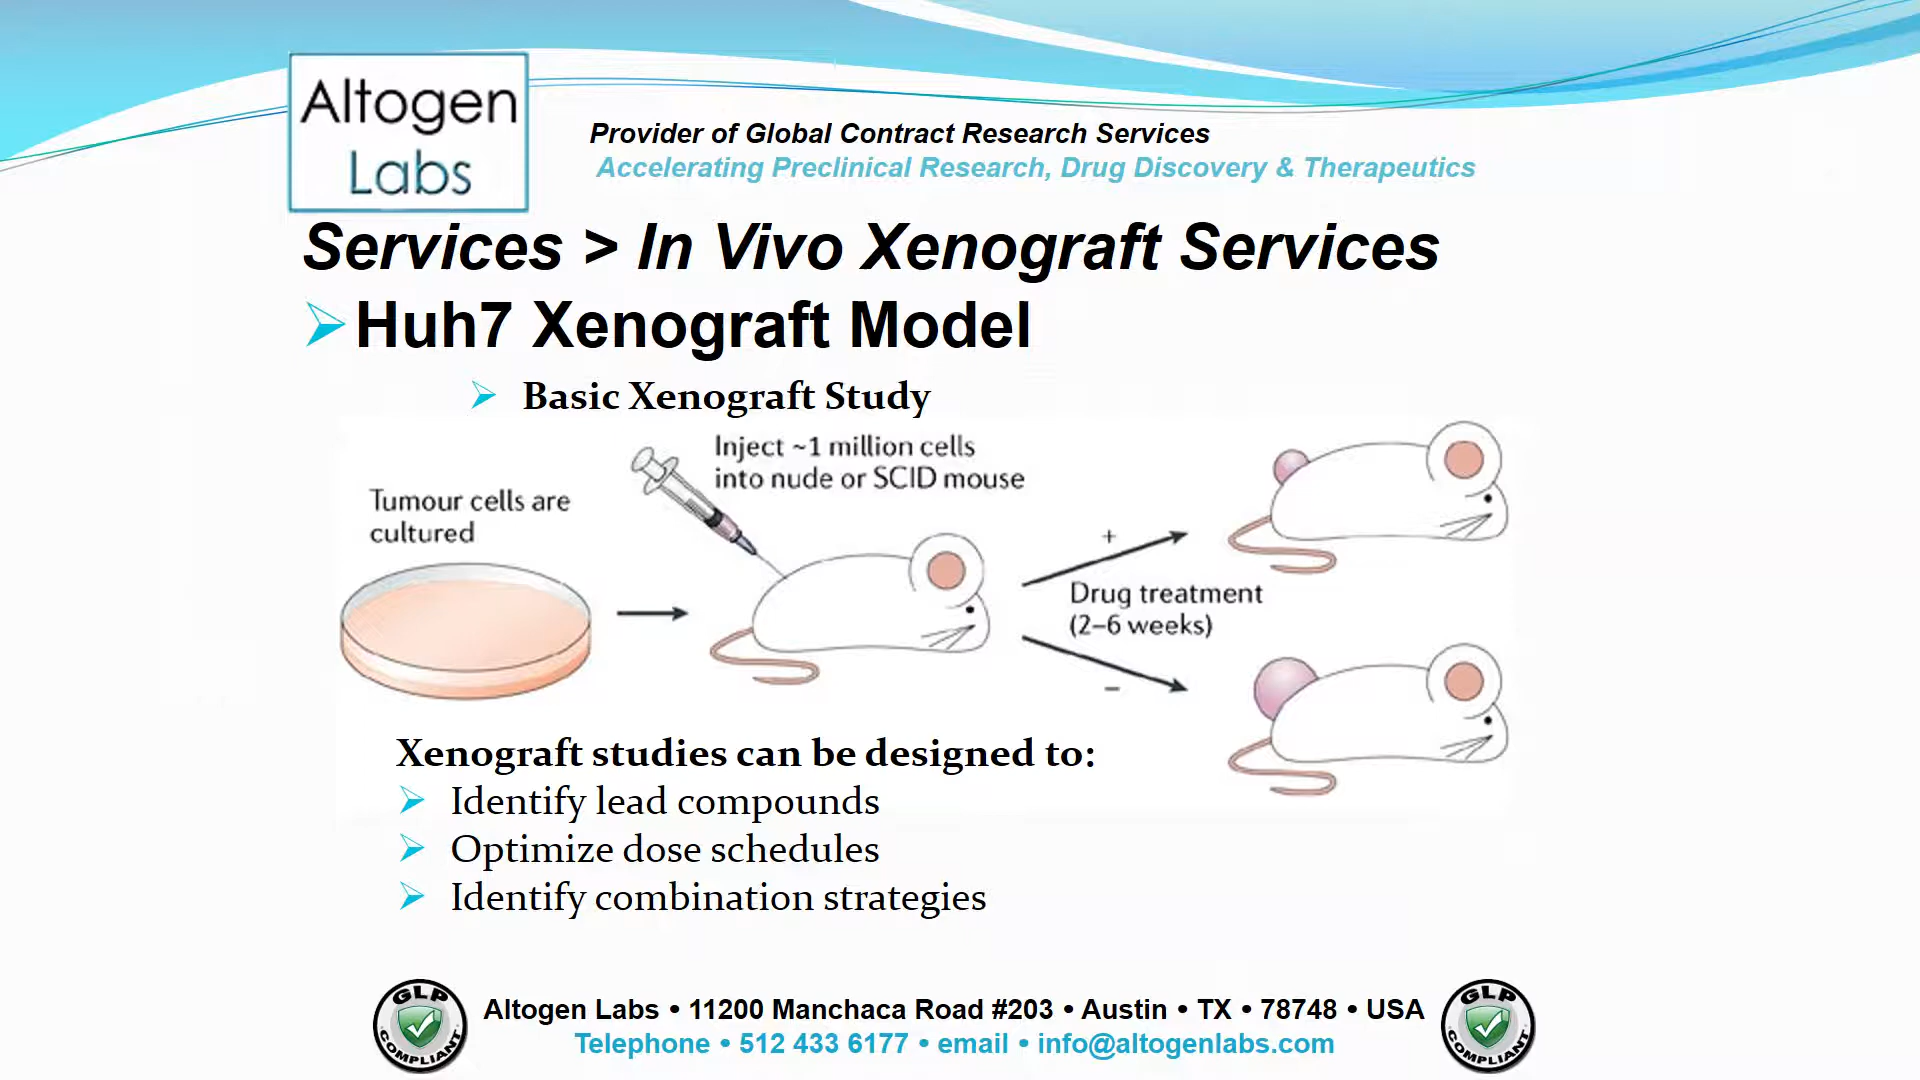 Altogen
Labs
Provider of Global Contract Research Services
Accelerating Preclinical Research, Drug Discovery & Therapeutics
Services > In Vivo Xenograft Services
Huh7 Xenograft Model
Basic Xenograft Study
Inject ~1 million cells
into nude or SCID mouse
Tumour cells are
cultured
+
Drug treatment
(2–6 weeks)
–
Xenograft studies can be designed to:
Identify lead compounds
Optimize dose schedules
Identify combination strategies
GLP
COMPLIANT
Altogen Labs • 11200 Manchaca Road #203 • Austin • TX • 78748 • USA
Telephone • 512 433 6177 • email • info@altogenlabs.com
GLP
COMPLIANT